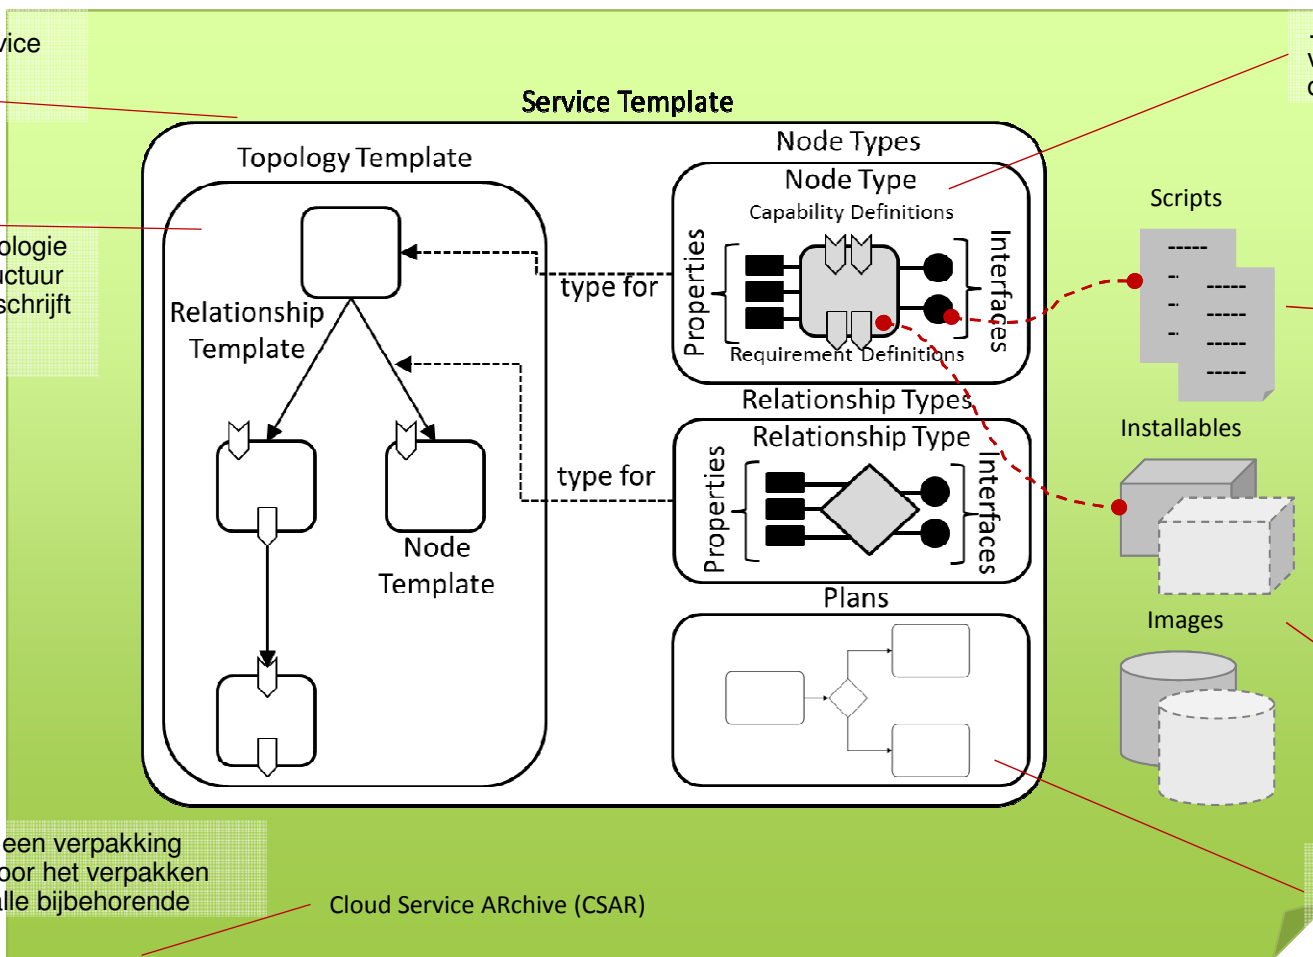 vice
Service Template
Topology Template
Node Types
Node Type
Capability Definitions
Properties
Interfaces
Requirement Definitions
type for
Relationship
Template
ologie
uctuur
schrijft
Relationship Types
Relationship Type
Properties
Interfaces
type for
Node
Template
Plans
Scripts
Installables
Images
een verpakking
oor het verpakken
alle bijbehorende
Cloud Service ARchive (CSAR)